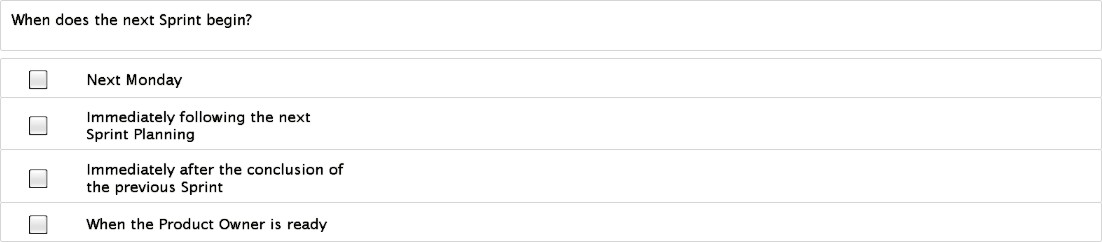 When does the next Sprint begin?
Next Monday
Immediately following the next
Sprint Planning
Immediately after the conclusion of
the previous Sprint
When the Product Owner is ready